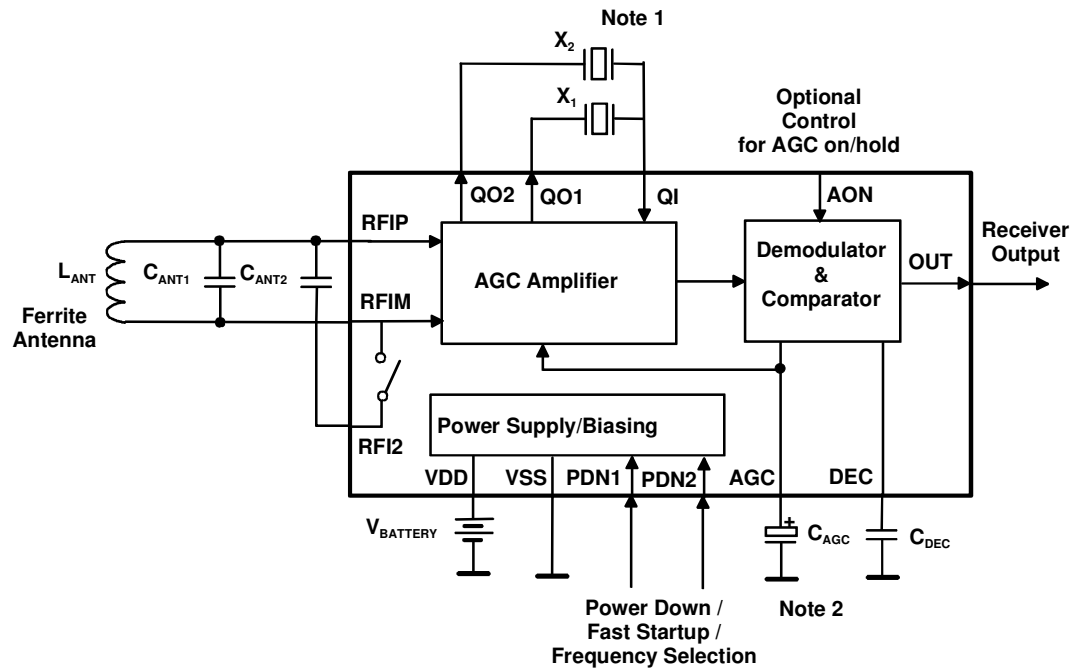 Note 1
X2
X1
Optional
Control
for AGC on/hold
QO2
QO1
QI
AON
RFIP
Receiver
Output
LANT
CANT1
CANT2
AGC Amplifier
Demodulator
&
Comparator
OUT
RFIM
Ferrite
Antenna
Power Supply/Biasing
RFI2
VDD
VSS
PDN1
PDN2
AGC
DEC
VBATTERY
+
CAGC
CDEC
Power Down /
Fast Startup /
Frequency Selection
Note 2